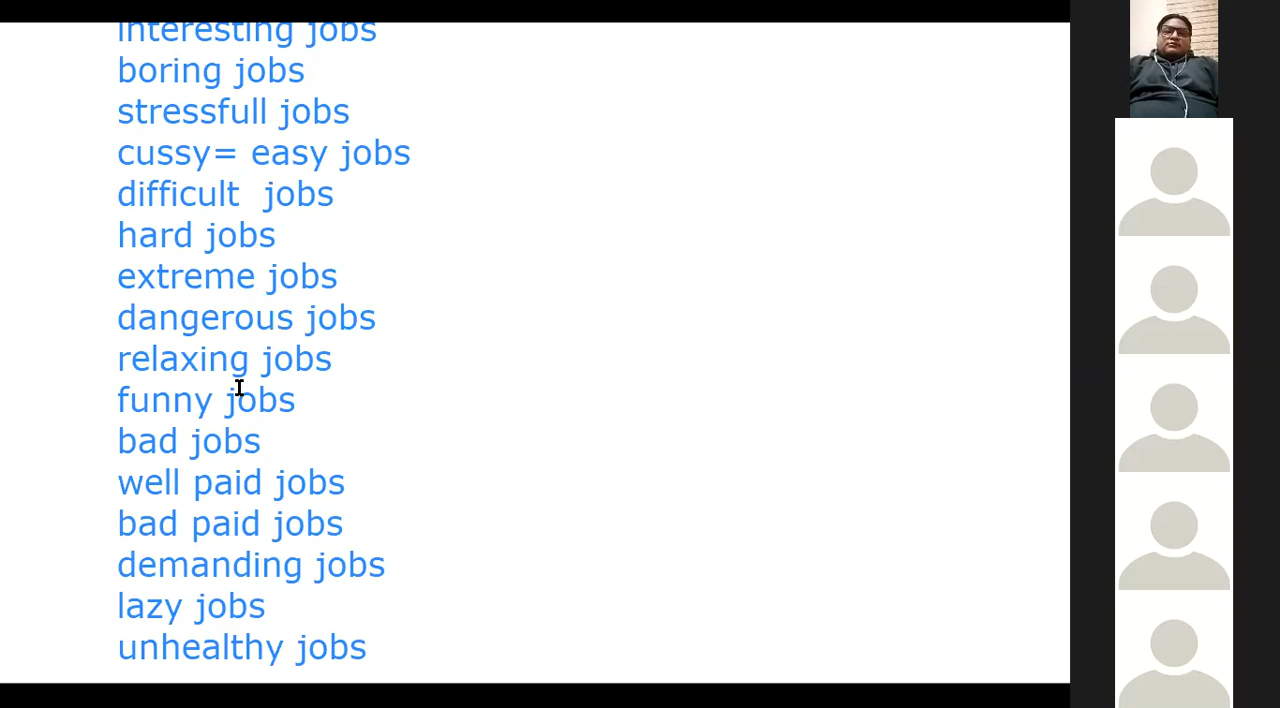 interesting jobs
boring jobs
stressfull jobs
cussy= easy jobs
difficult  jobs
hard jobs
extreme jobs
dangerous jobs
relaxing jobs
funny jobs
bad jobs
well paid jobs
bad paid jobs
demanding jobs
lazy jobs
unhealthy jobs